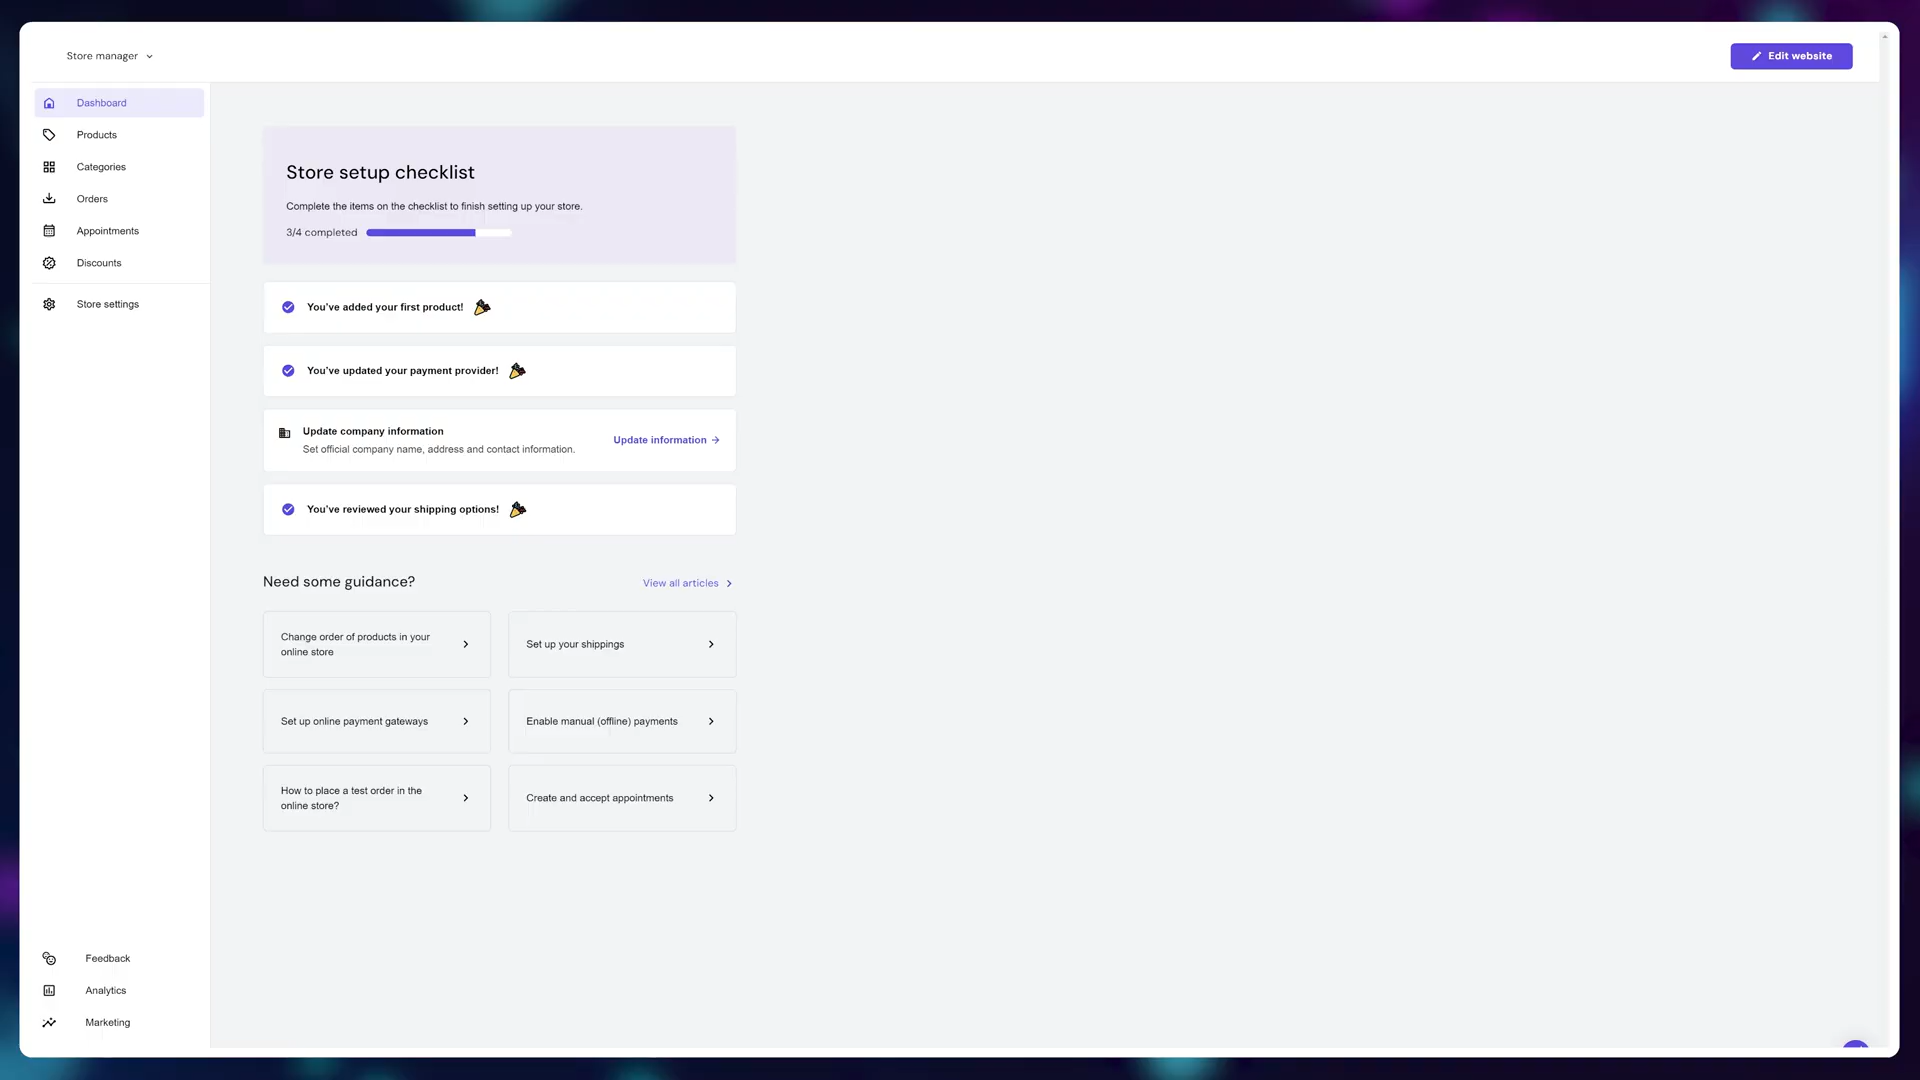 Store manager
Edit website
Dashboard
Products
Categories
Orders
Appointments
Discounts
Store settings
Feedback
Analytics
Marketing
Store setup checklist
Complete the items on the checklist to finish setting up your store.
3/4 completed
You've added your first product!
You've updated your payment provider!
Update company information
Set official company name, address and contact information.
Update information
You've reviewed your shipping options!
Need some guidance?
View all articles
Change order of products in your
online store
Set up your shippings
Set up online payment gateways
Enable manual (offline) payments
How to place a test order in the
online store?
Create and accept appointments